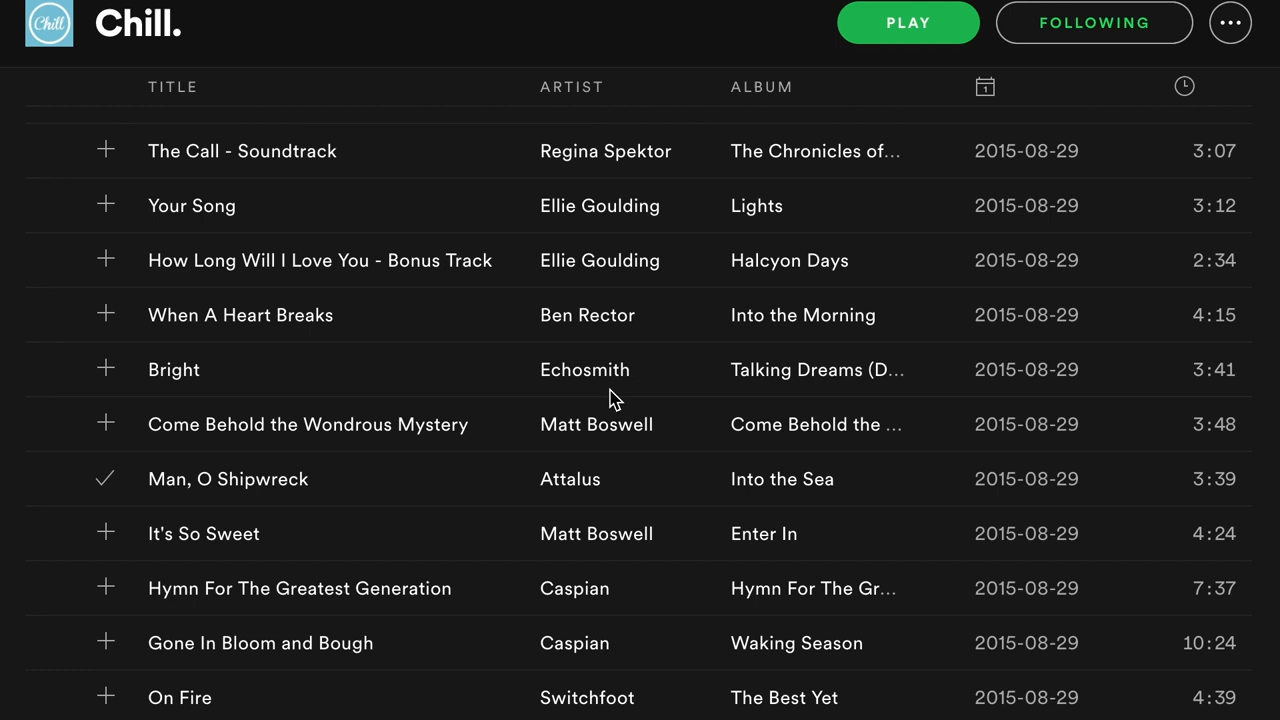 Chill Chill. PLAY FOLLOWING
TITLE ARTIST ALBUM 1
The Call - Soundtrack Regina Spektor The Chronicles of... 2015-08-29 3:07
Your Song Ellie Goulding Lights 2015-08-29 3:12
How Long Will I Love You - Bonus Track Ellie Goulding Halcyon Days 2015-08-29 2:34
When A Heart Breaks Ben Rector Into the Morning 2015-08-29 4:15
Bright Echosmith Talking Dreams (D... 2015-08-29 3:41
Come Behold the Wondrous Mystery Matt Boswell Come Behold the ... 2015-08-29 3:48
Man, O Shipwreck Attalus Into the Sea 2015-08-29 3:39
It's So Sweet Matt Boswell Enter In 2015-08-29 4:24
Hymn For The Greatest Generation Caspian Hymn For The Gr... 2015-08-29 7:37
Gone In Bloom and Bough Caspian Waking Season 2015-08-29 10:24
On Fire Switchfoot The Best Yet 2015-08-29 4:39